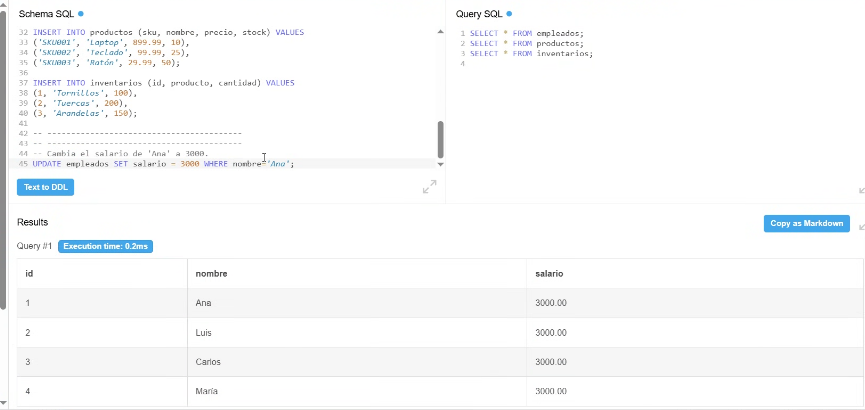 Schema SQL
32 INSERT INTO productos (sku, nombre, precio, stock) VALUES
33 ('SKU001', 'Laptop', 899.99, 10),
34 ('SKU002', 'Teclado', 99.99, 25),
35 ('SKU003', 'Ratón', 29.99, 50);
36
37 INSERT INTO inventarios (id, producto, cantidad) VALUES
38 (1, 'Tornillos', 100),
39 (2, 'Tuercas', 200),
40 (3, 'Arandelas', 150);
41
42 -- -------------------------------------
43 -- -------------------------------------
44 -- Cambia el salario de 'Ana' a 3000.
45 UPDATE empleados SET salario = 3000 WHERE nombre='Ana';
Text to DDL
Query SQL
1 SELECT * FROM empleados;
2 SELECT * FROM productos;
3 SELECT * FROM inventarios;
4
Results
Copy as Markdown
Query #1 Execution time: 0.2ms
id nombre salario
1 Ana 3000.00
2 Luis 3000.00
3 Carlos 3000.00
4 María 3000.00